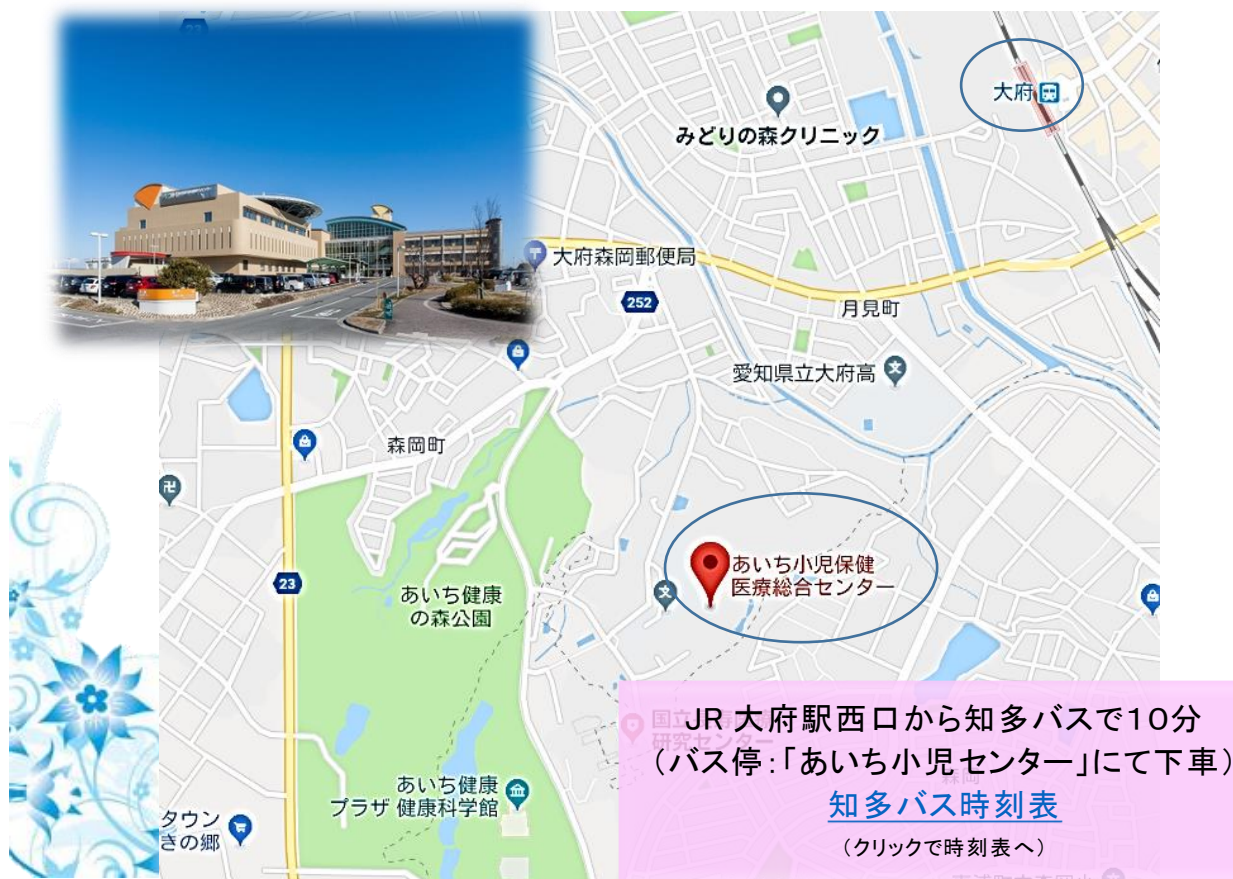 大府
みどりの森クリニック
大府森岡郵便局
252
月見町
愛知県立大府高
森岡町
あいち小児保健
医療総合センター
23
あいち健康
の森公園
JR 大府駅西口から知多バスで10分
(バス停:「あいち小児センター」にて下車)
知多バス時刻表
(クリックで時刻表へ)
あいち健康
プラザ 健康科学館
タウン
きの郷